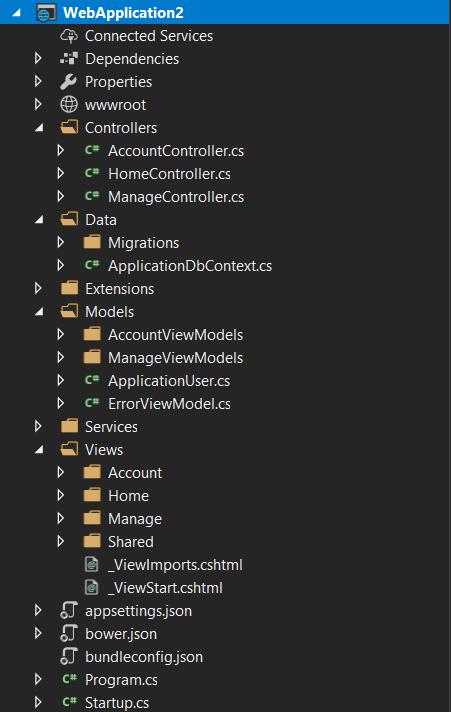 WebApplication2
Connected Services
Dependencies
Properties
wwwroot
Controllers
C# AccountController.cs
C# HomeController.cs
C# ManageController.cs
Data
Migrations
C# ApplicationDbContext.cs
Extensions
Models
AccountViewModels
ManageViewModels
C# ApplicationUser.cs
C# ErrorViewModel.cs
Services
Views
Account
Home
Manage
Shared
_ViewImports.cshtml
_ViewStart.cshtml
appsettings.json
bower.json
bundleconfig.json
C# Program.cs
C# Startup.cs